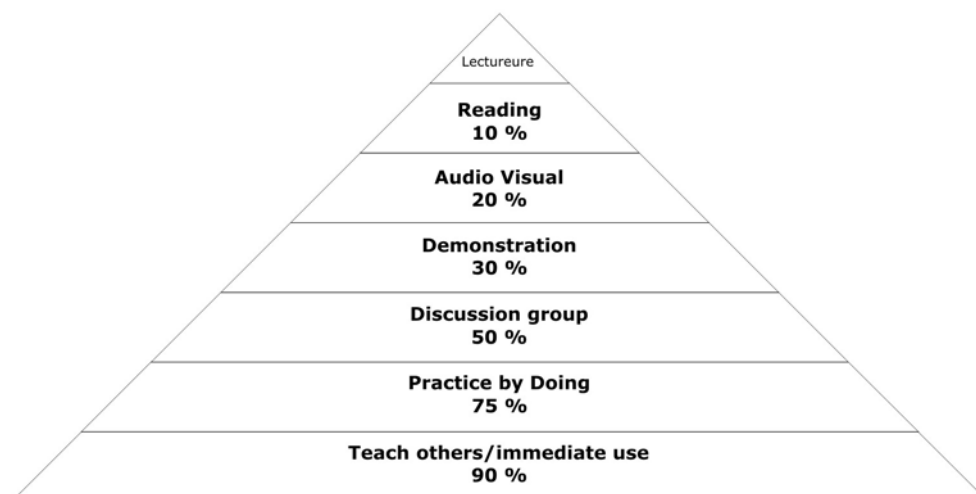 Lectureure
Reading
10 %
Audio Visual
20 %
Demonstration
30 %
Discussion group
50 %
Practice by Doing
75 %
Teach others/immediate use
90 %